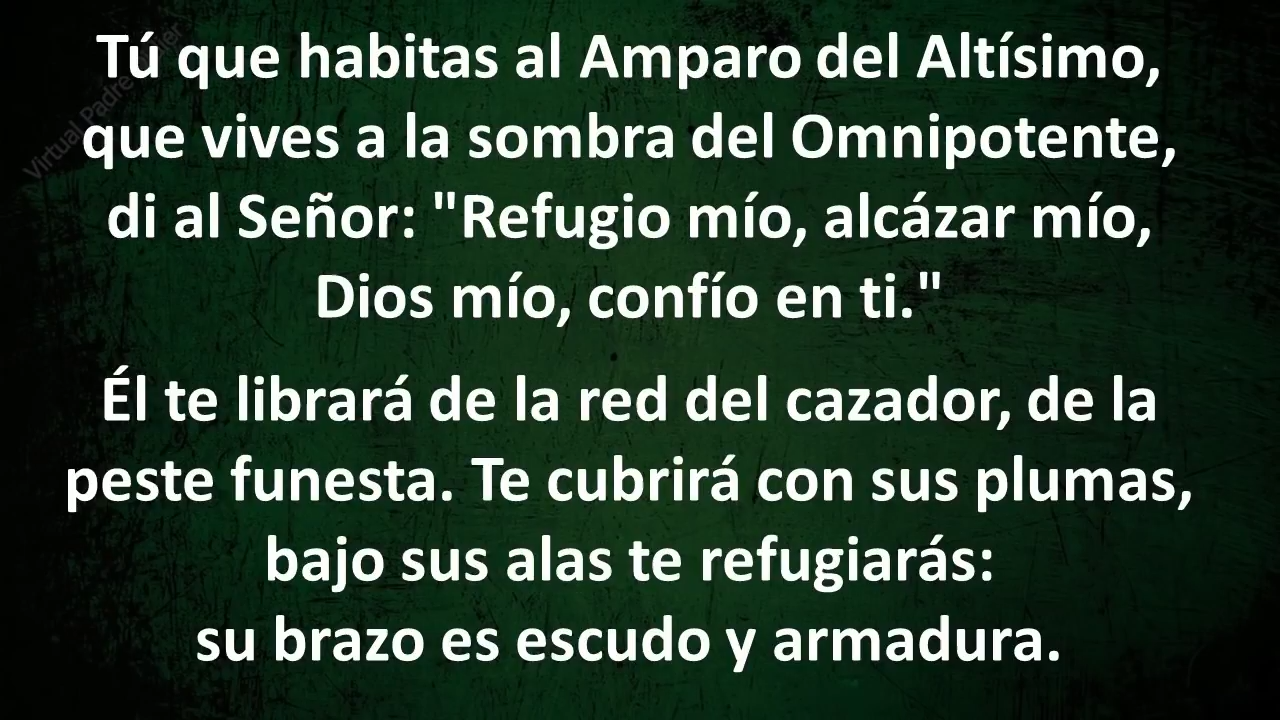 Tú que habitas al Amparo del Altísimo,
que vives a la sombra del Omnipotente,
di al Señor: "Refugio mío, alcázar mío,
Dios mío, confío en ti."
Él te librará de la red del cazador, de la
peste funesta. Te cubrirá con sus plumas,
bajo sus alas te refugiarás:
su brazo es escudo y armadura.
Virtual Padre